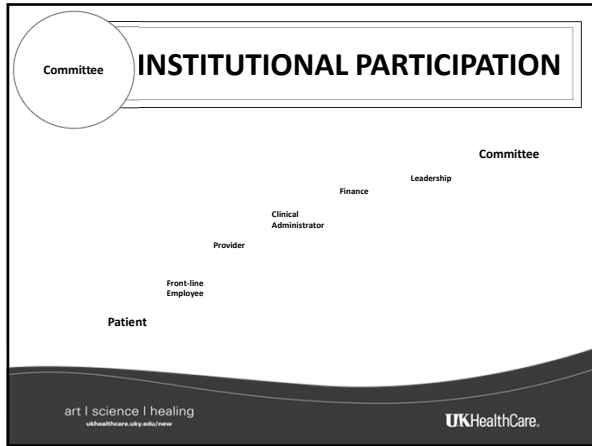 Committee
INSTITUTIONAL PARTICIPATION
Committee
Leadership
Finance
Clinical
Administrator
Provider
Front-line
Employee
Patient
art | science | healing
ukhealthcare.uky.edu/new
UKHealthCare.